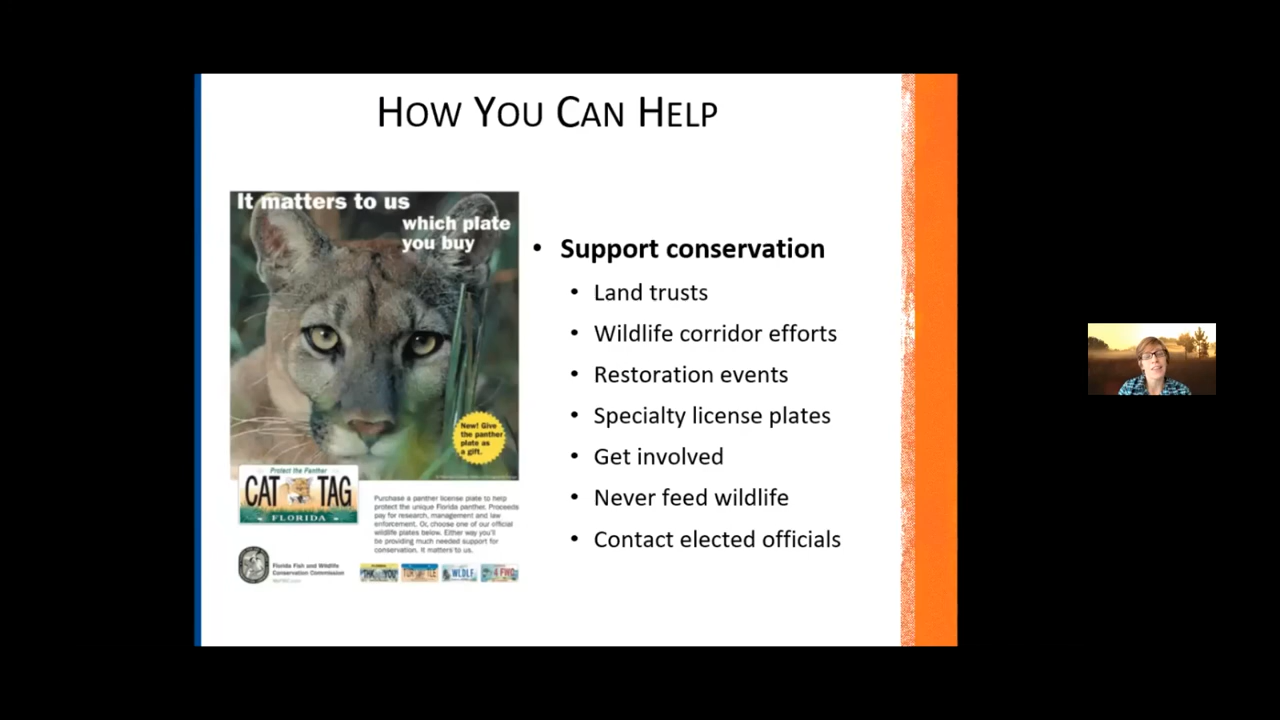 How You Can Help
It matters to us
which plate
you buy
New! Give
the panther
plate as
a gift.
Protect the Panther
CAT TAG
FLORIDA
Purchase a panther license plate to help
protect the unique Florida panther. Proceeds
pay for research, management and law
enforcement. Or, choose one of our official
wildlife plates below. Either way you'll
be providing much needed support for
conservation. It matters to us.
Florida Fish and Wildlife
Conservation Commission
WLDLF
4 FWC
• Support conservation
• Land trusts
• Wildlife corridor efforts
• Restoration events
• Specialty license plates
• Get involved
• Never feed wildlife
• Contact elected officials